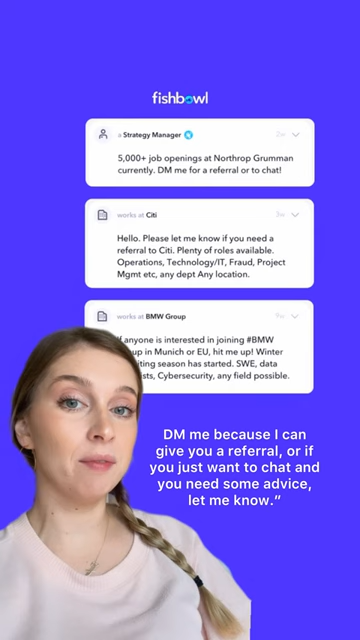 fishbowl
a Strategy Manager 2w
5,000+ job openings at Northrop Grumman
currently. DM me for a referral or to chat!
works at Citi 3w
Hello. Please let me know if you need a
referral to Citi. Plenty of roles available.
Operations, Technology/IT, Fraud, Project
Mgmt etc, any dept Any location.
works at BMW Group
anyone is interested in joining #BMW
in Munich or EU, hit me up! Winter
season has started. SWE, data
Cybersecurity, any field possible.
DM me because I can
give you a referral, or if
you just want to chat and
you need some advice,
let me know.”